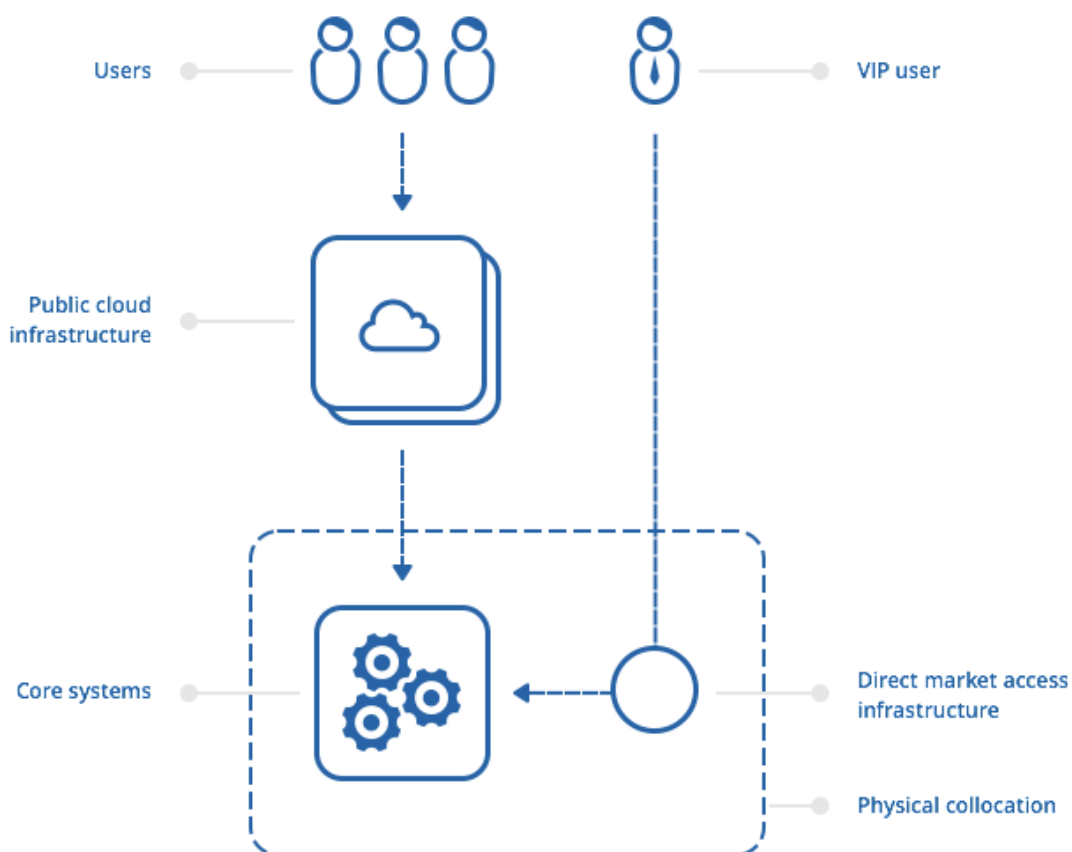 Users
VIP user
Public cloud
infrastructure
Core systems
Direct market access
infrastructure
Physical collocation